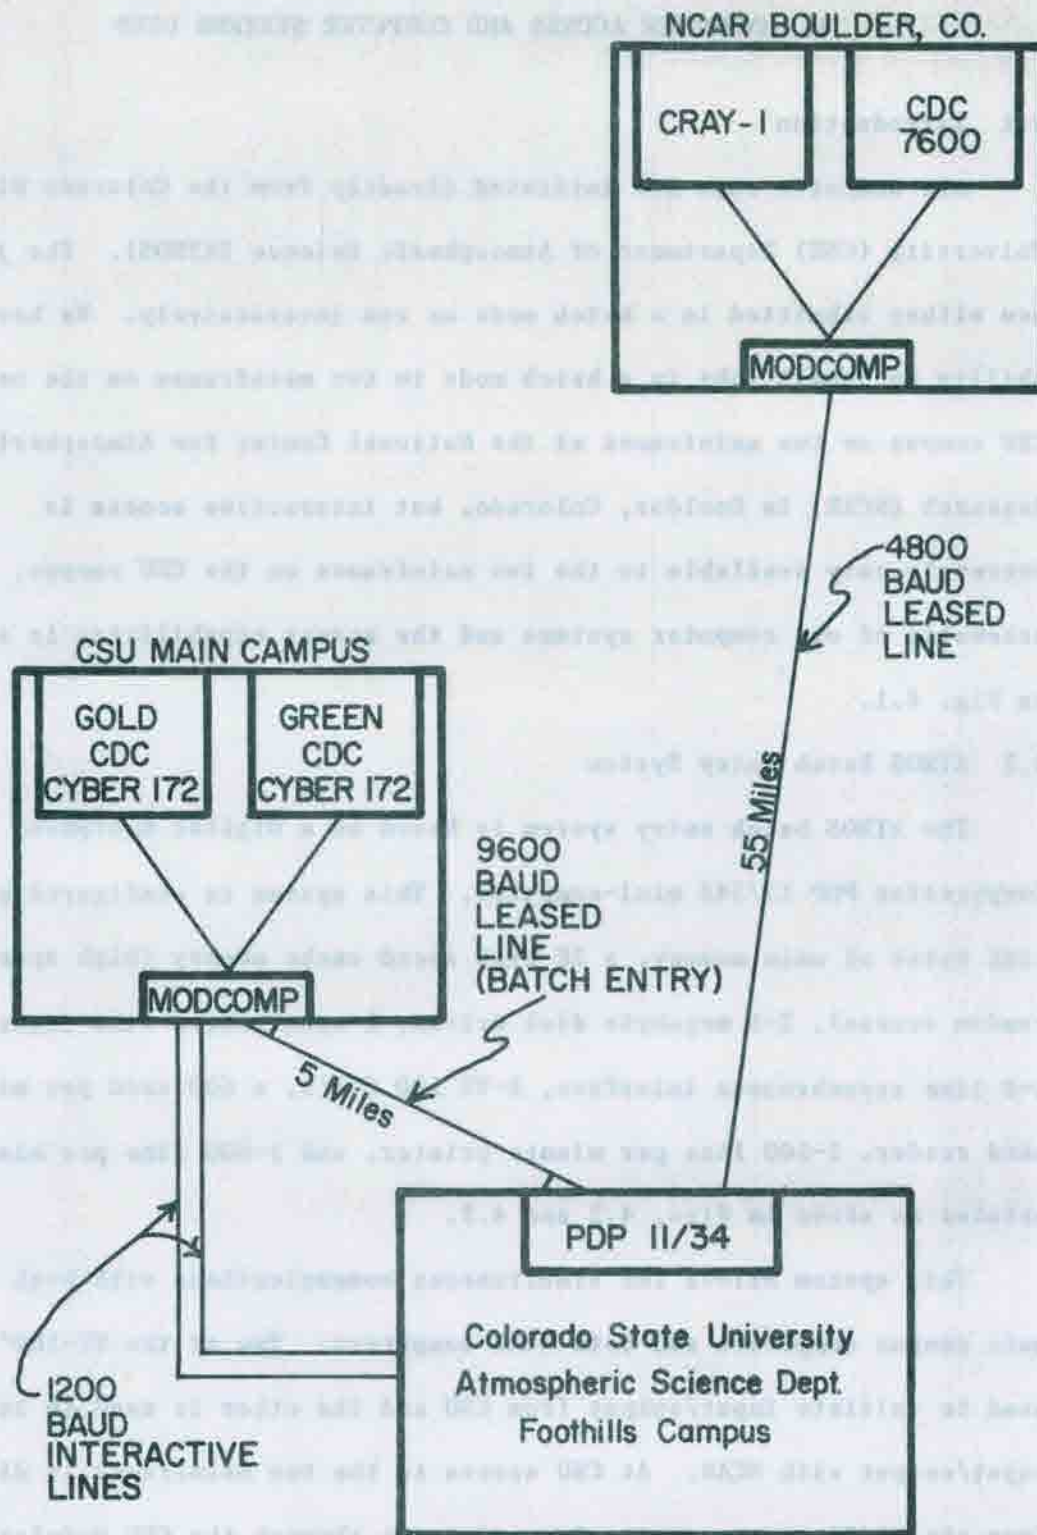 NCAR BOULDER, CO.
CRAY-1
CDC
7600
MODCOMP
4800
BAUD
LEASED
LINE
55 Miles
CSU MAIN CAMPUS
GOLD
CDC
CYBER 172
GREEN
CDC
CYBER 172
MODCOMP
9600
BAUD
LEASED
LINE
(BATCH ENTRY)
5 Miles
PDP 11/34
Colorado State University
Atmospheric Science Dept.
Foothills Campus
1200
BAUD
INTERACTIVE
LINES